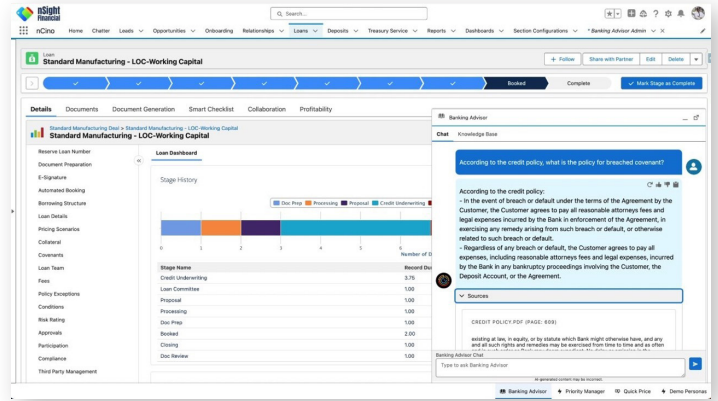 nSight
Financial
Search...
nCino
Home
Chatter
Leads
Opportunities
Onboarding
Relationships
Loans
Deposits
Treasury Service
Reports
Dashboards
Section Configurations
* Banking Advisor Admin
Loan
Standard Manufacturing - LOC-Working Capital
+ Follow
Share with Partner
Edit
Delete
Booked
Complete
Mark Stage as Complete
Details
Documents
Document Generation
Smart Checklist
Collaboration
Profitability
Standard Manufacturing Deal > Standard Manufacturing - LOC-Working Capital
Standard Manufacturing - LOC-Working Capital
Reserve Loan Number
Document Preparation
E-Signature
Automated Booking
Borrowing Structure
Loan Details
Pricing Scenarios
Collateral
Covenants
Loan Team
Fees
Policy Exceptions
Conditions
Risk Rating
Approvals
Participation
Compliance
Third Party Management
Loan Dashboard
Stage History
Doc Prep
Processing
Proposal
Credit Underwriting
0 1 2 3 4 5 6
Number of D
Stage Name
Record Du
Credit Underwriting 3.76
Loan Committee 1.00
Proposal 1.00
Processing 1.00
Doc Prep 1.00
Booked 2.00
Closing 1.00
Doc Review 1.00
Banking Advisor
Chat
Knowledge Base
According to the credit policy, what is the policy for breached covenant?
According to the credit policy:
- In the event of breach or default under the terms of the Agreement by the
Customer, the Customer agrees to pay all reasonable attorneys fees and
legal expenses incurred by the Bank in enforcement of the Agreement, in
exercising any remedy arising from such breach or default, or otherwise
related to such breach or default.
- Regardless of any breach or default, the Customer agrees to pay all
expenses, including reasonable attorneys fees and legal expenses, incurred
by the Bank in any bankruptcy proceedings involving the Customer, the
Deposit Account, or the Agreement.
Sources
CREDIT POLICY.PDF (PAGE: 609)
existing at law, in equity, or by statute which Bank might otherwise have, and any
and all such rights and remedies may be exercised from time to time and as often
Banking Advisor Chat
Type to ask Banking Advisor
AI-generated content may be incorrect.
Banking Advisor
Priority Manager
Quick Price
Demo Personas